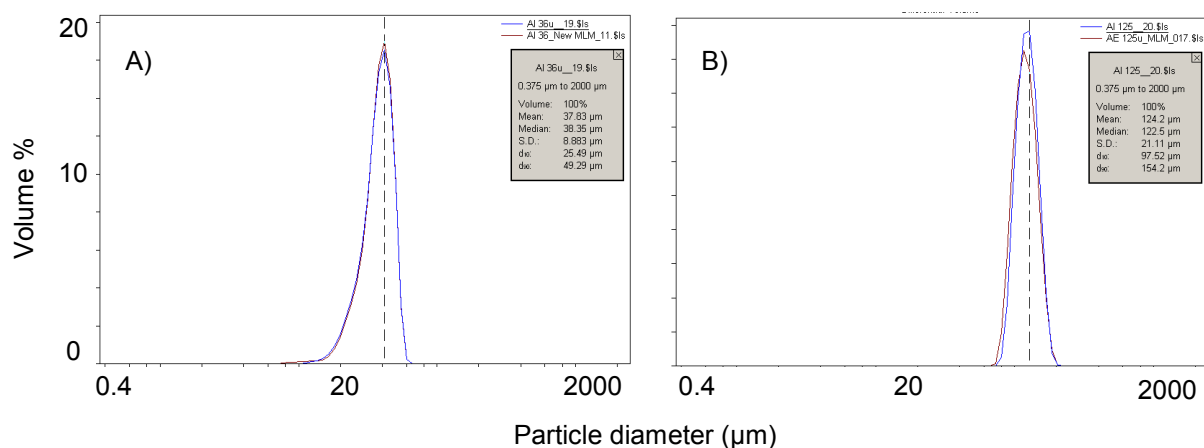 Volume %
20
10
0
A)
Al 36u__19.$ls
Al 36_New MLM_11.$ls
Al 36u__19.$ls
0.375 µm to 2000 µm
Volume: 100%
Mean: 37.83 µm
Median: 38.35 µm
S.D.: 8.883 µm
d₁₀: 25.49 µm
d₉₀: 49.29 µm
0.4
20
2000
B)
Al 125__20.$ls
AE 125u_MLM_017.$ls
Al 125__20.$ls
0.375 µm to 2000 µm
Volume: 100%
Mean: 124.2 µm
Median: 122.5 µm
S.D.: 21.11 µm
d₁₀: 97.52 µm
d₉₀: 154.2 µm
0.4
20
2000
Particle diameter (µm)